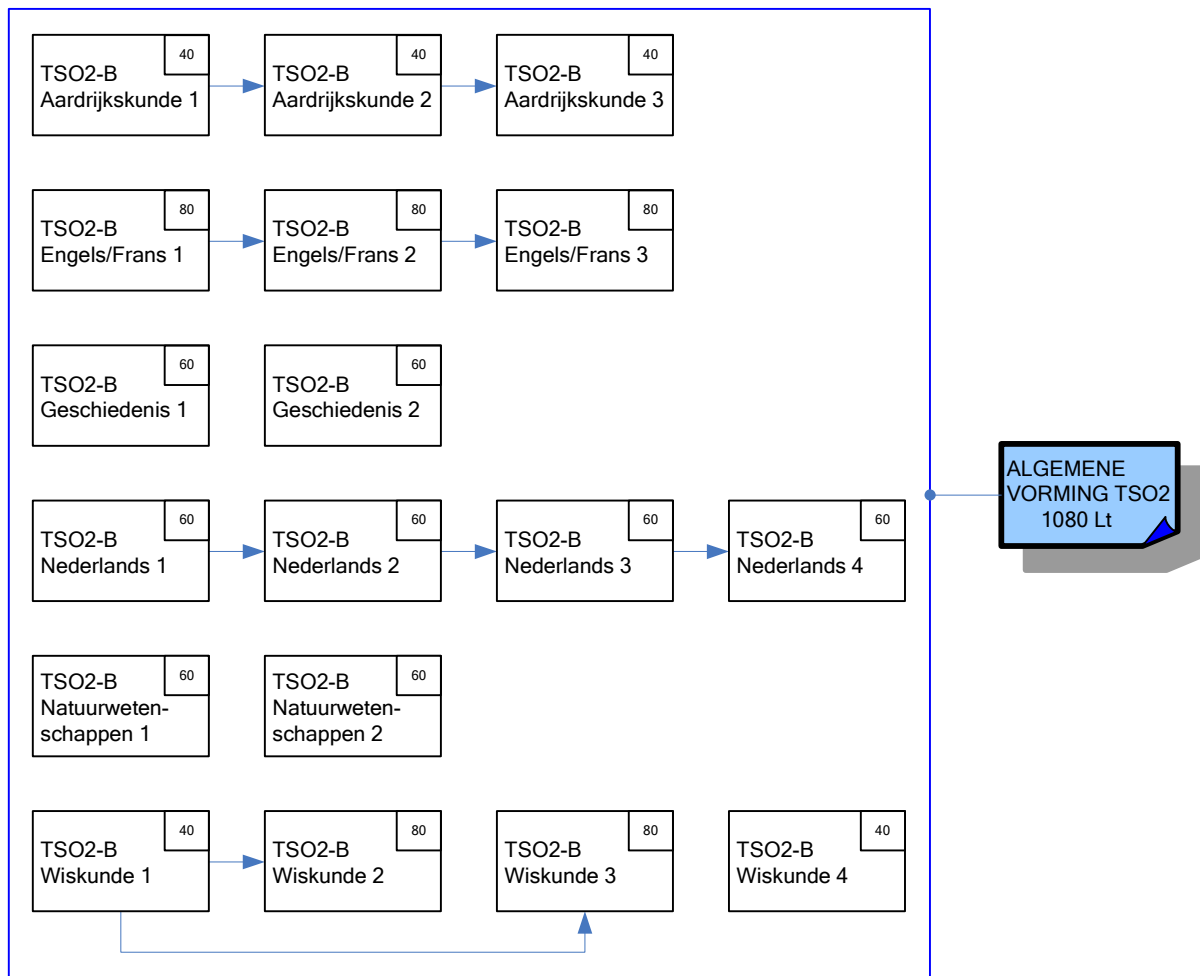 40
TSO2-B
Aardrijkskunde 1
40
TSO2-B
Aardrijkskunde 2
40
TSO2-B
Aardrijkskunde 3
80
TSO2-B
Engels/Frans 1
80
TSO2-B
Engels/Frans 2
80
TSO2-B
Engels/Frans 3
60
TSO2-B
Geschiedenis 1
60
TSO2-B
Geschiedenis 2
60
TSO2-B
Nederlands 1
60
TSO2-B
Nederlands 2
60
TSO2-B
Nederlands 3
60
TSO2-B
Nederlands 4
60
TSO2-B
Natuurweten-
schappen 1
60
TSO2-B
Natuurweten-
schappen 2
40
TSO2-B
Wiskunde 1
80
TSO2-B
Wiskunde 2
80
TSO2-B
Wiskunde 3
40
TSO2-B
Wiskunde 4
ALGEMENE
VORMING TSO2
1080 Lt